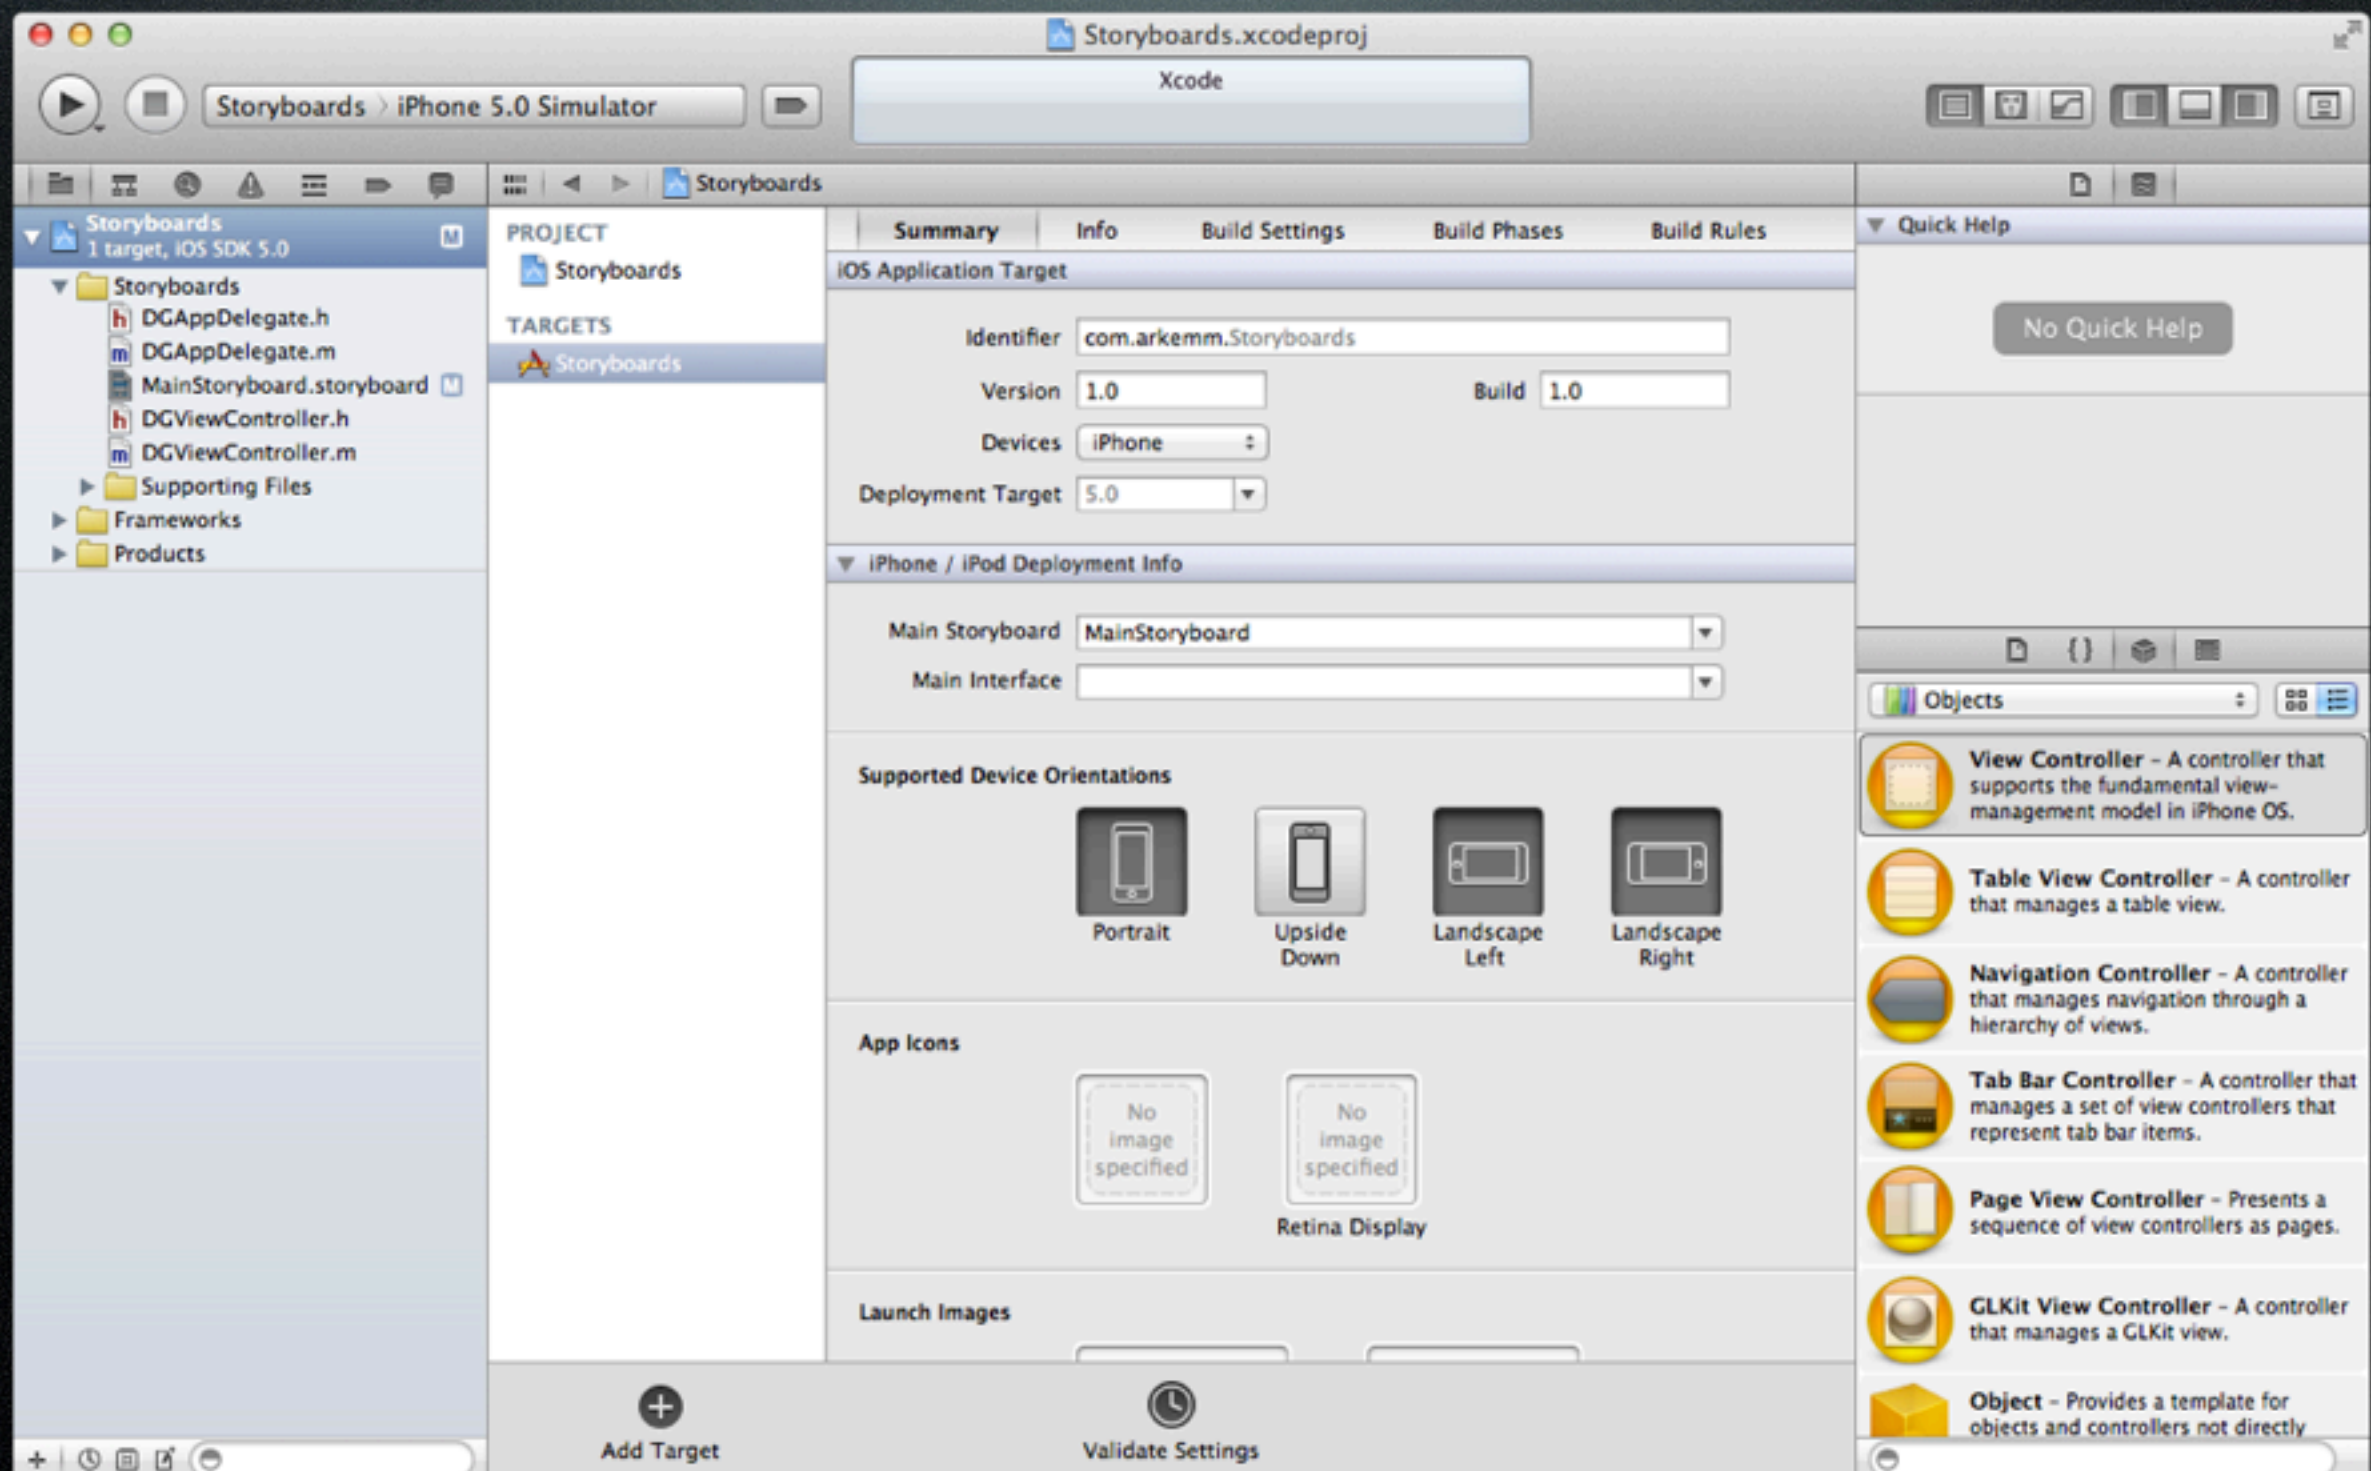 Storyboards.xcodeproj
Xcode
Storyboards iPhone 5.0 Simulator
Storyboards
1 target, iOS SDK 5.0
M
Storyboards
h DGAppDelegate.h
m DGAppDelegate.m
MainStoryboard.storyboard M
h DGViewController.h
m DGViewController.m
Supporting Files
Frameworks
Products
Storyboards
PROJECT
Storyboards
TARGETS
Storyboards
Summary Info Build Settings Build Phases Build Rules
iOS Application Target
Identifier com.arkemm.Storyboards
Version 1.0 Build 1.0
Devices iPhone
Deployment Target 5.0
iPhone / iPod Deployment Info
Main Storyboard MainStoryboard
Main Interface
Supported Device Orientations
Portrait
Upside
Down
Landscape
Left
Landscape
Right
App Icons
No
image
specified
No
image
specified
Retina Display
Launch Images
Add Target
Validate Settings
Quick Help
No Quick Help
{}
Objects
View Controller - A controller that
supports the fundamental view-
management model in iPhone OS.
Table View Controller - A controller
that manages a table view.
Navigation Controller - A controller
that manages navigation through a
hierarchy of views.
Tab Bar Controller - A controller that
manages a set of view controllers that
represent tab bar items.
Page View Controller - Presents a
sequence of view controllers as pages.
GLKit View Controller - A controller
that manages a GLKit view.
Object - Provides a template for
objects and controllers not directly